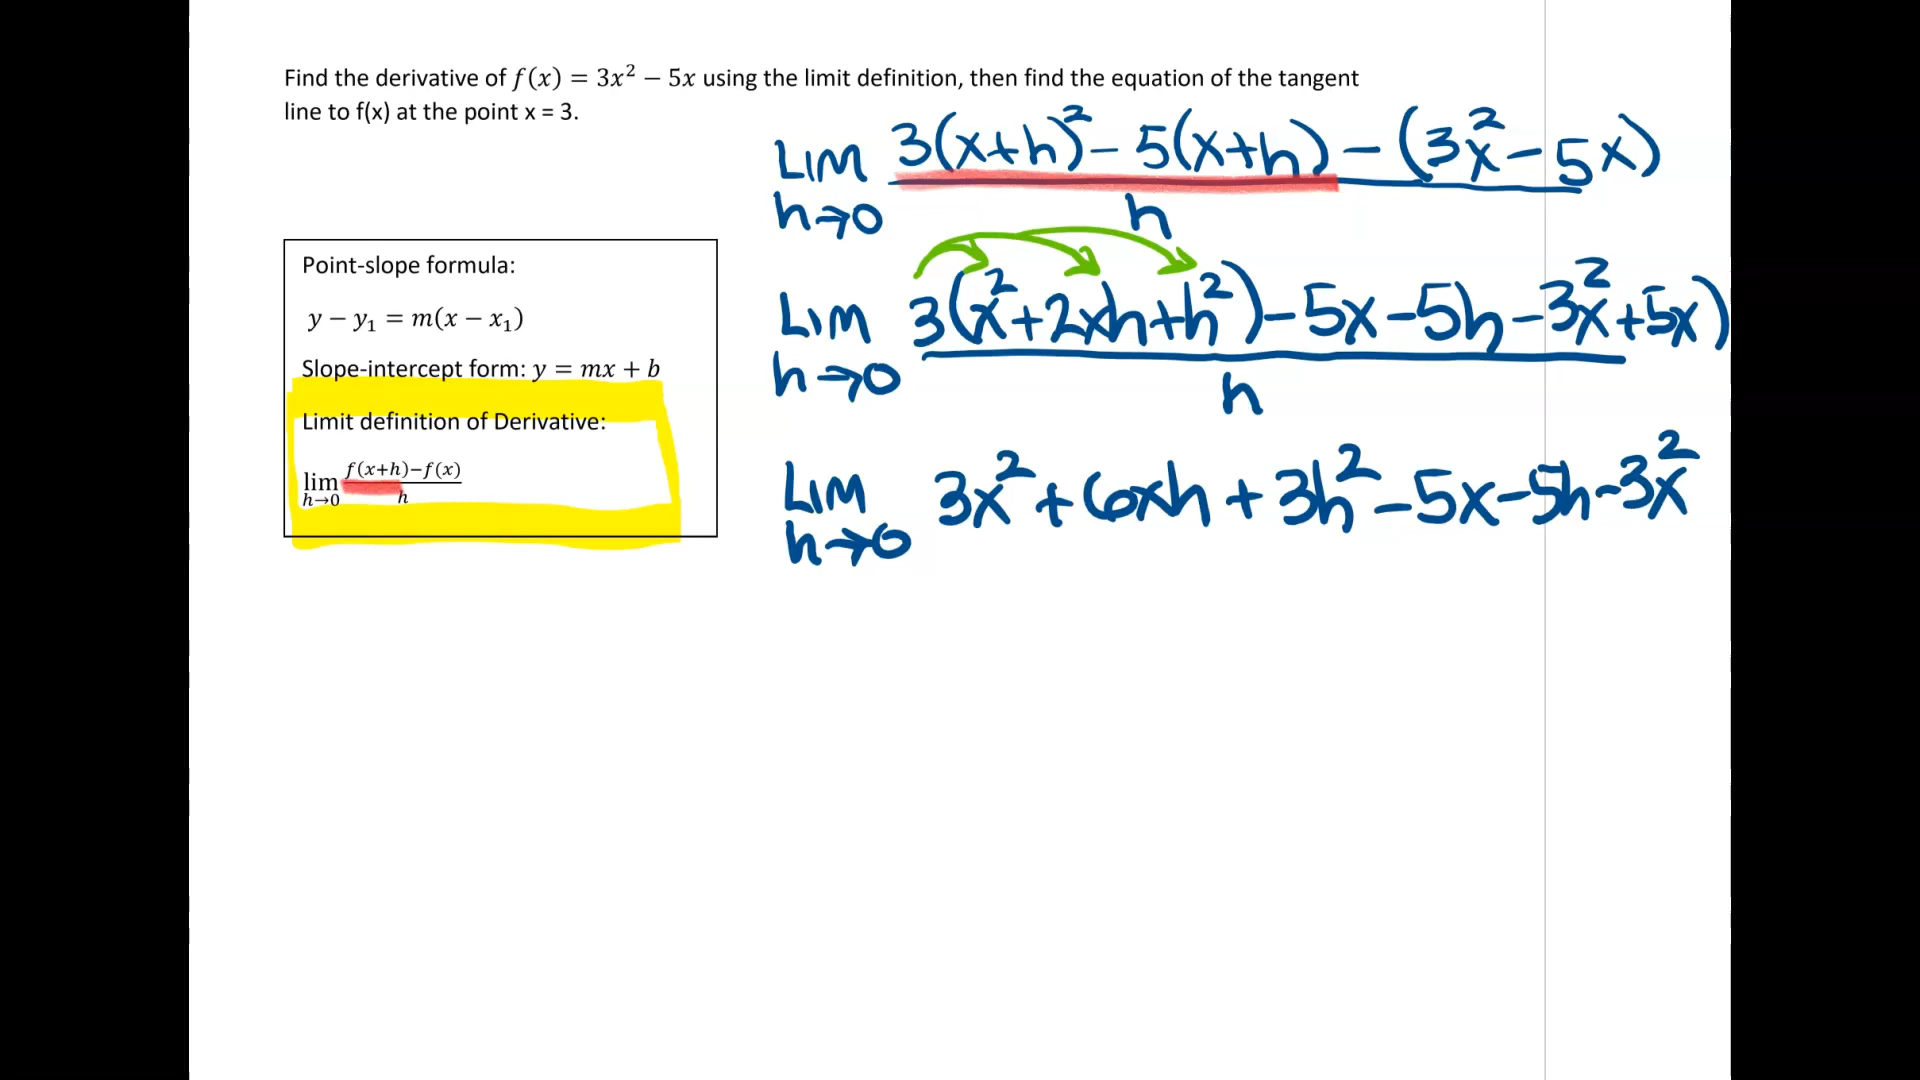 Find the derivative of f(x) = 3x² − 5x using the limit definition, then find the equation of the tangent
line to f(x) at the point x = 3.
Point-slope formula:
y − y₁ = m(x − x₁)
Slope-intercept form: y = mx + b
Limit definition of Derivative:
lim h→0 f(x+h)−f(x) / h
LIM h→0 3(x+h)² − 5(x+h) − (3x² − 5x) / h
LIM h→0 3(x² + 2xh + h²) − 5x − 5h − 3x² + 5x) / h
LIM h→0 3x² + 6xh + 3h² − 5x − 5h − 3x²